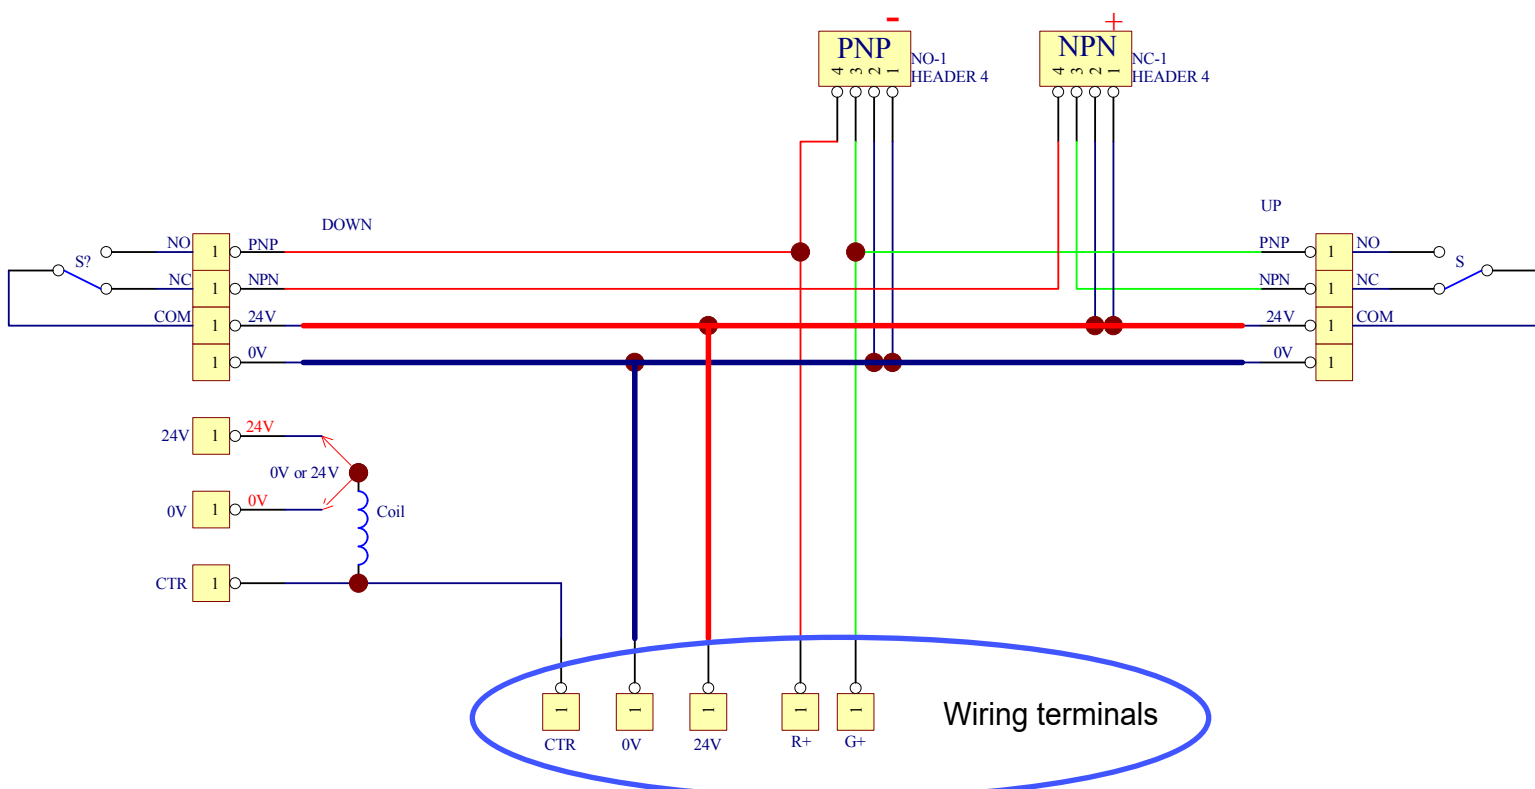 -
+
PNP
NPN
4 3 2 1
NO-1
HEADER 4
4 3 2 1
NC-1
HEADER 4
DOWN
UP
S?
NO 1 PNP
NC 1 NPN
COM 1 24V
1 0V
PNP 1 NO
NPN 1 NC
24V 1 COM
0V 1
S
24V 1 24V
0V or 24V
0V 1 0V
Coil
CTR 1
1 1 1 1 1
Wiring terminals
CTR 0V 24V R+ G+